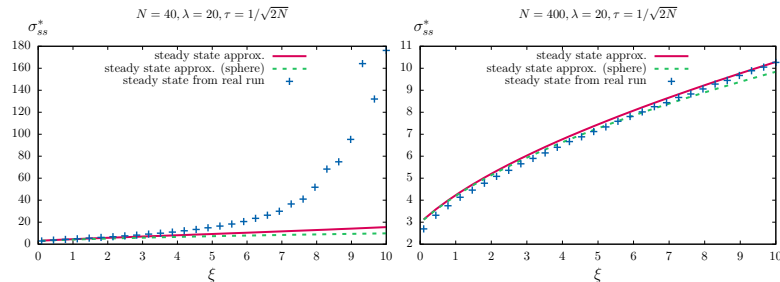 N = 40, λ = 20, τ = 1/√2N
σ*ss
180
160
140
120
100
80
60
40
20
0
steady state approx.
steady state approx. (sphere)
steady state from real run
0 1 2 3 4 5 6 7 8 9 10
ξ
N = 400, λ = 20, τ = 1/√2N
σ*ss
11
10
9
8
7
6
5
4
3
2
steady state approx.
steady state approx. (sphere)
steady state from real run
0 1 2 3 4 5 6 7 8 9 10
ξ